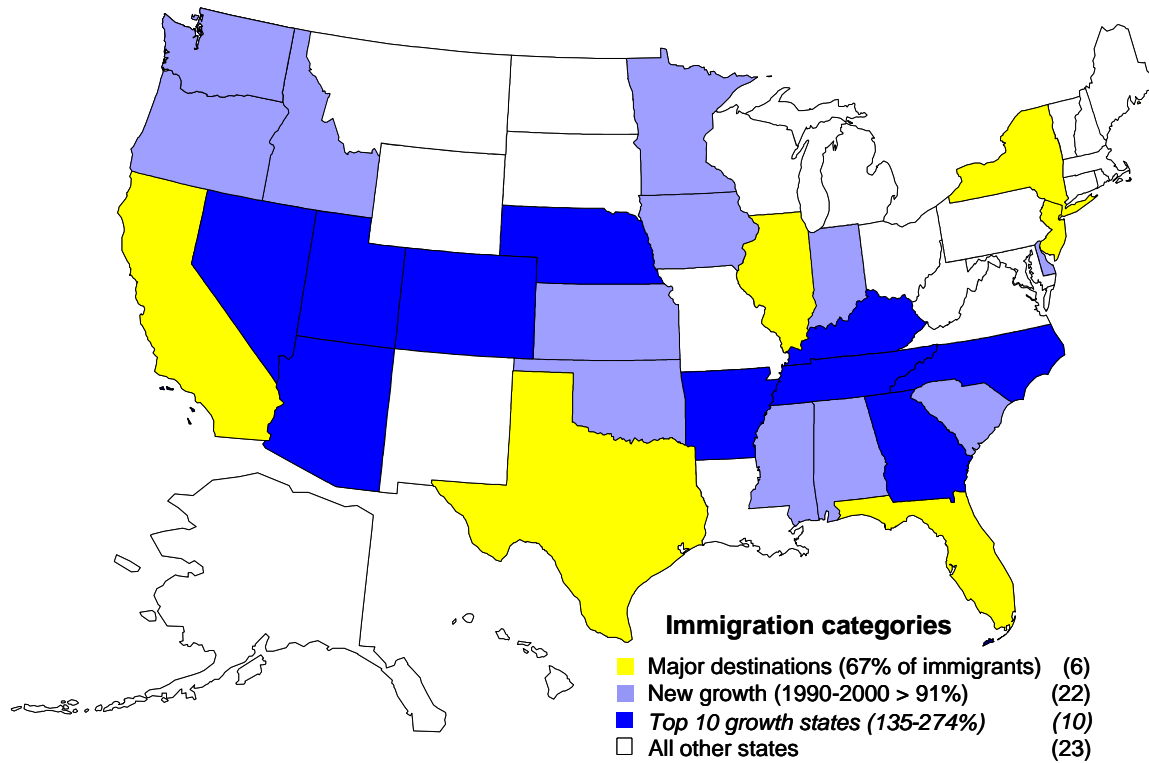 Immigration categories
Major destinations (67% of immigrants) (6)
New growth (1990-2000 > 91%) (22)
Top 10 growth states (135-274%) (10)
All other states (23)